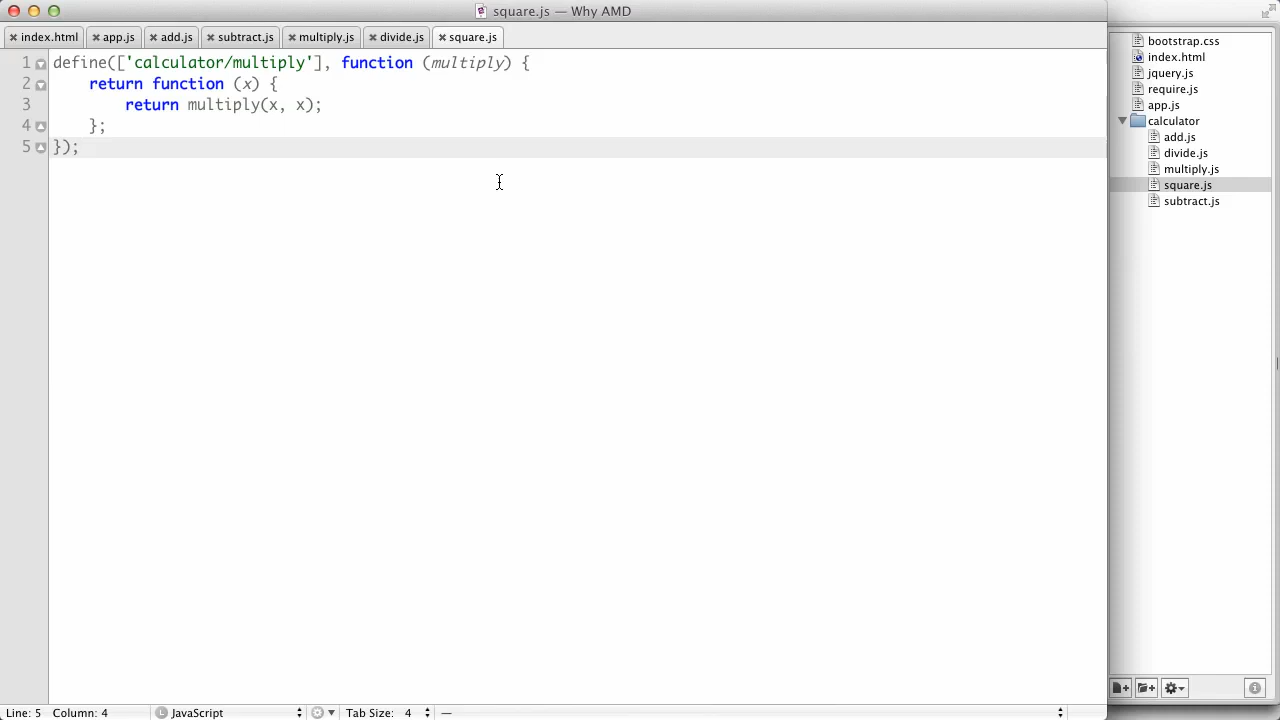 square.js — Why AMD
index.html app.js add.js subtract.js multiply.js divide.js square.js
1 define(['calculator/multiply'], function (multiply) {
2 return function (x) {
3 return multiply(x, x);
4 };
5 });
bootstrap.css
index.html
jquery.js
require.js
app.js
calculator
add.js
divide.js
multiply.js
square.js
subtract.js
Line: 5 Column: 4 JavaScript Tab Size: —